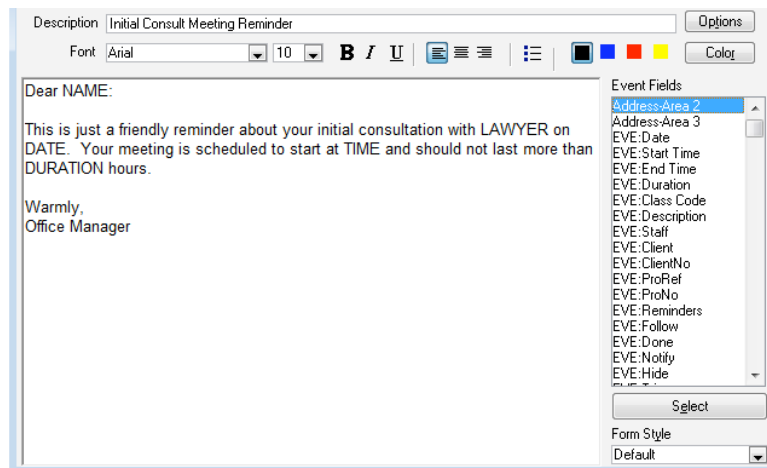 Description Initial Consult Meeting Reminder Options
Font Arial 10 B I U Color
Dear NAME:
This is just a friendly reminder about your initial consultation with LAWYER on
DATE. Your meeting is scheduled to start at TIME and should not last more than
DURATION hours.
Warmly,
Office Manager
Event Fields
Address-Area 2
Address-Area 3
EVE:Date
EVE:Start Time
EVE:End Time
EVE:Duration
EVE:Class Code
EVE:Description
EVE:Staff
EVE:Client
EVE:ClientNo
EVE:ProRef
EVE:ProNo
EVE:Reminders
EVE:Follow
EVE:Done
EVE:Notify
EVE:Hide
Select
Form Style
Default